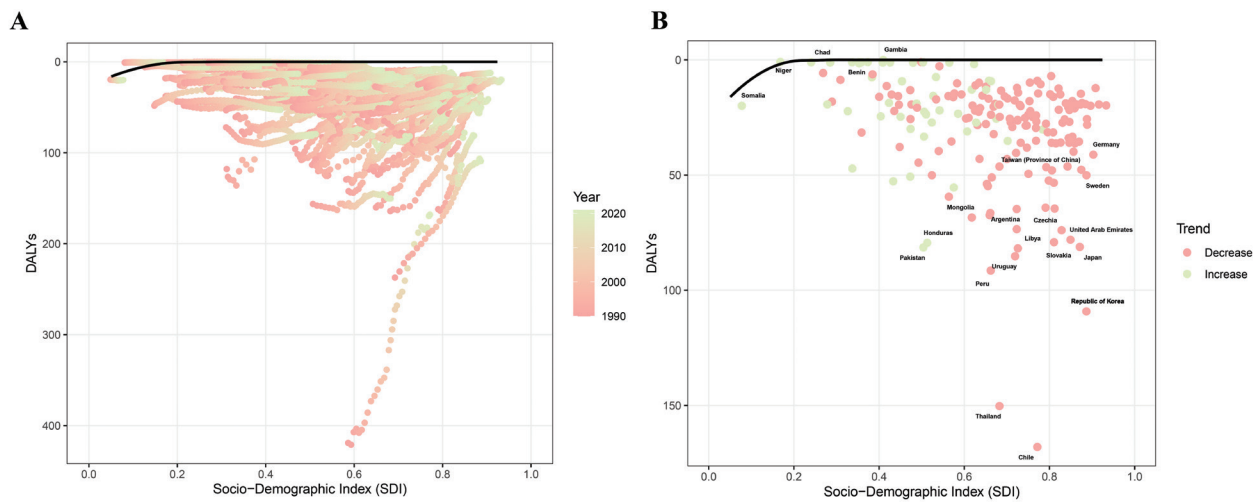 A
0
100
200
300
400
DALYs
0.0
0.2
0.4
0.6
0.8
1.0
Socio−Demographic Index (SDI)
Year
2020
2010
2000
1990
B
0
50
100
150
DALYs
Chad
Gambia
Niger
Benin
Somalia
Germany
Taiwan (Province of China)
Sweden
Mongolia
Argentina
Czechia
Honduras
Libya
United Arab Emirates
Pakistan
Uruguay
Slovakia
Japan
Peru
Republic of Korea
Thailand
Chile
0.0
0.2
0.4
0.6
0.8
1.0
Socio−Demographic Index (SDI)
Trend
Decrease
Increase